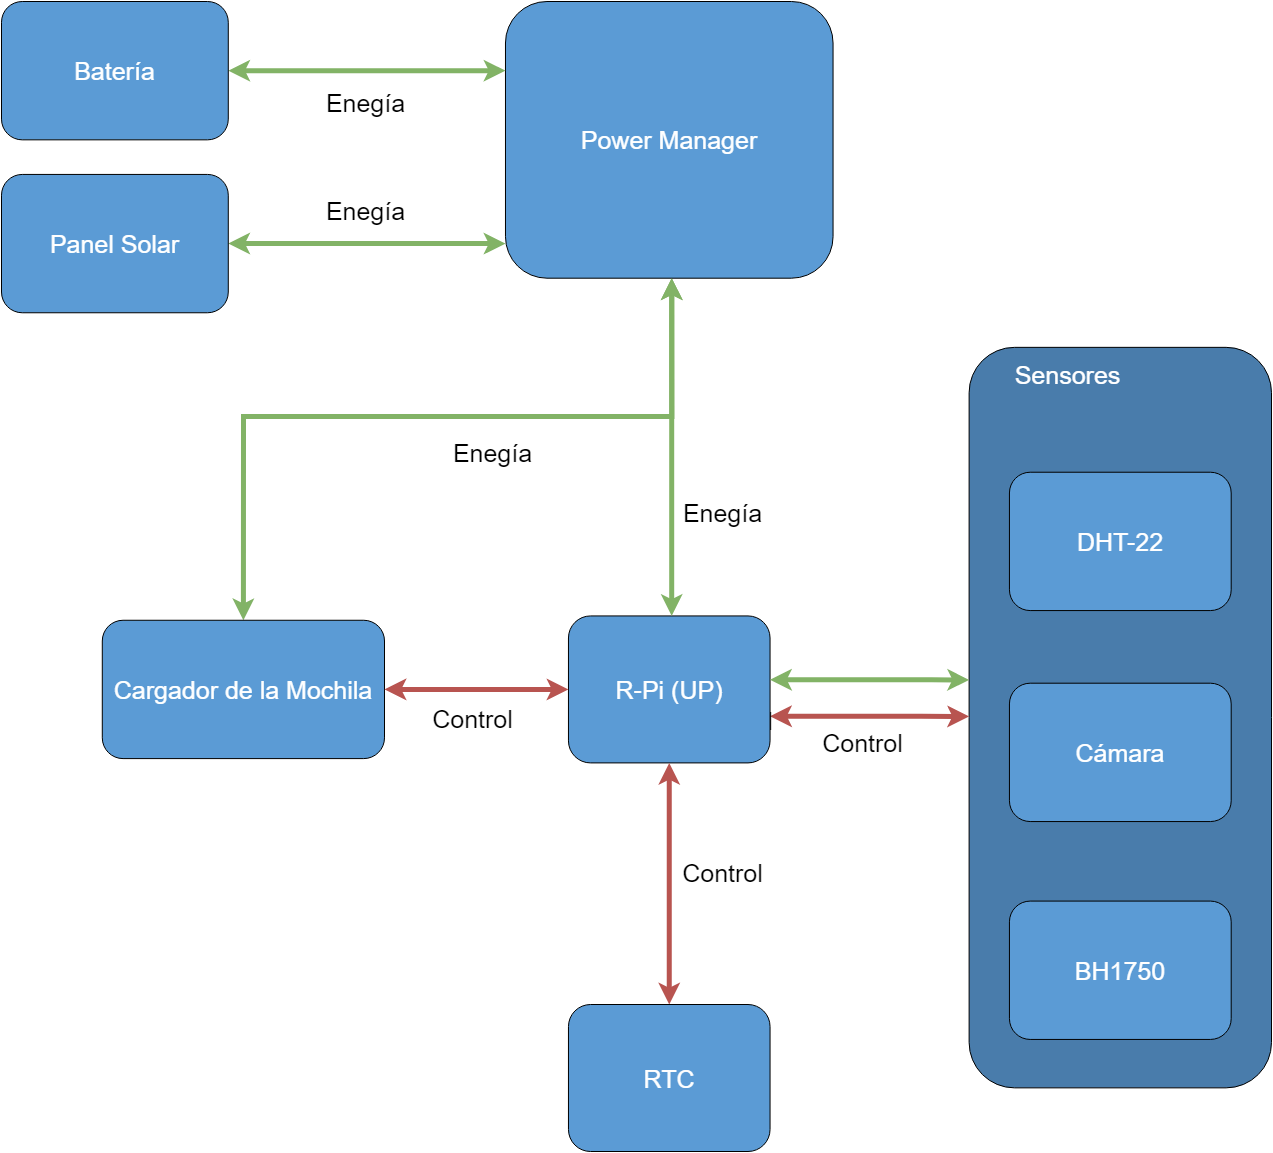 Batería
Enegía
Power Manager
Enegía
Panel Solar
Sensores
Enegía
Enegía
DHT-22
Cargador de la Mochila
R-Pi (UP)
Control
Control
Cámara
Control
BH1750
RTC